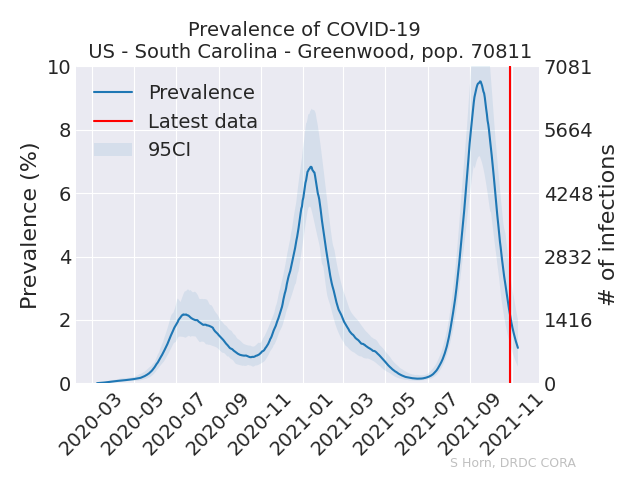 Prevalence of COVID-19
US - South Carolina - Greenwood, pop. 70811
Prevalence
Latest data
95CI
Prevalence (%)
10
8
6
4
2
0
7081
5664
4248
2832
1416
0
# of infections
2020-03
2020-05
2020-07
2020-09
2020-11
2021-01
2021-03
2021-05
2021-07
2021-09
2021-11
S Horn, DRDC CORA